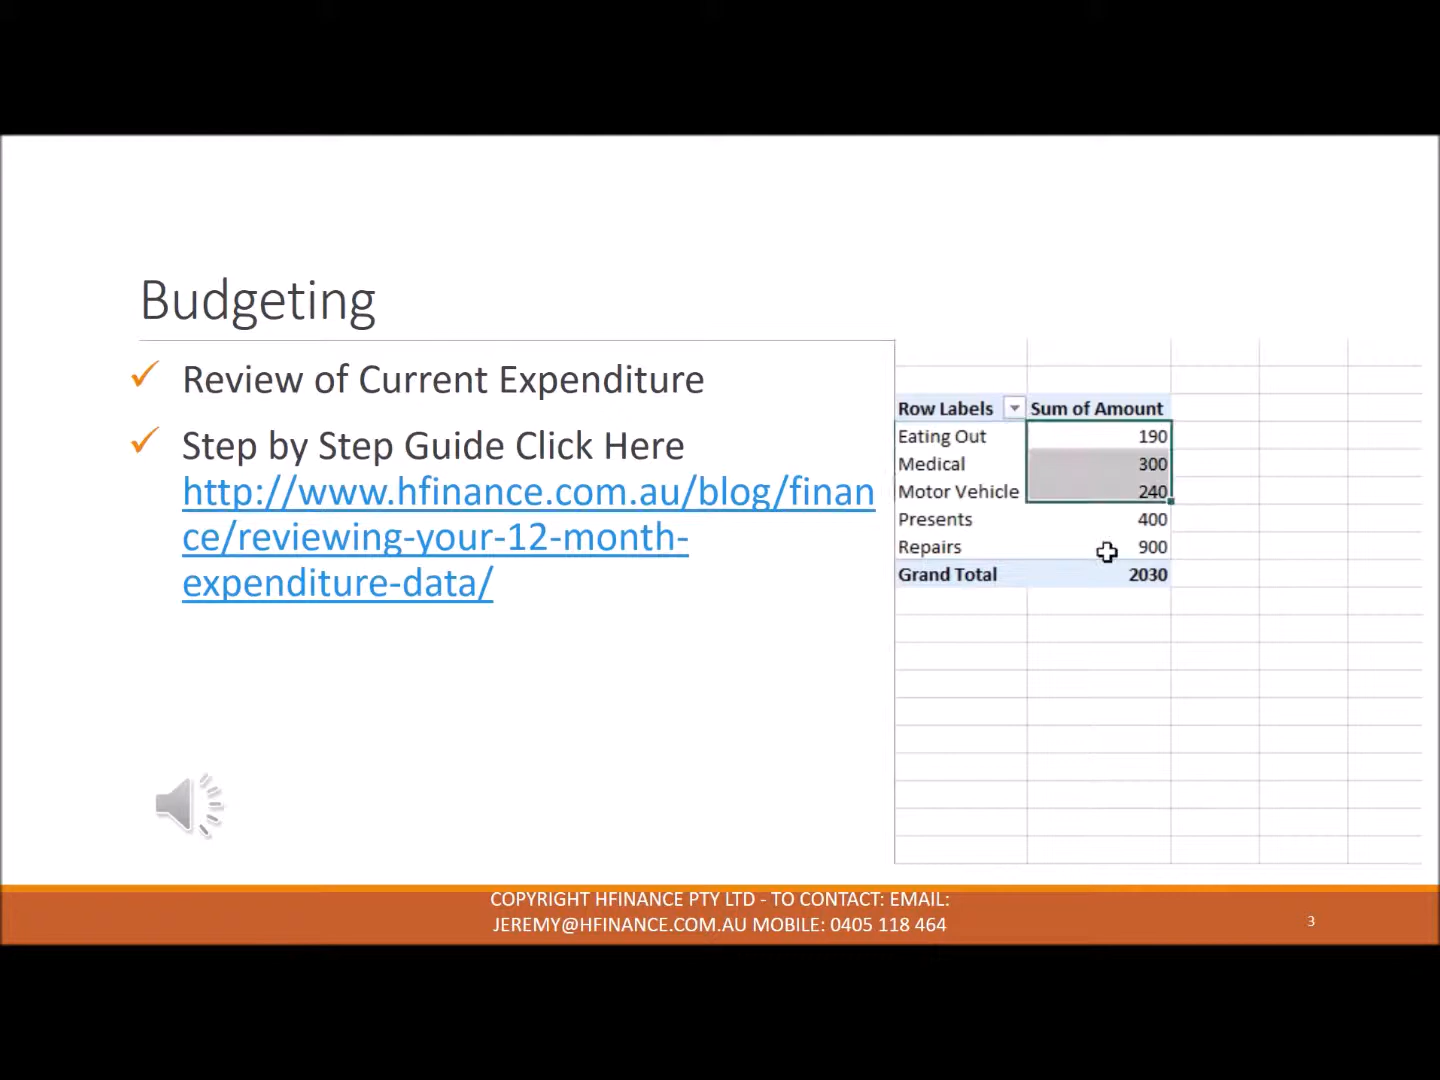 Budgeting
Review of Current Expenditure
Step by Step Guide Click Here
http://www.hfinance.com.au/blog/finan
ce/reviewing-your-12-month-
expenditure-data/
Row Labels Sum of Amount
Eating Out 190
Medical 300
Motor Vehicle 240
Presents 400
Repairs 900
Grand Total 2030
COPYRIGHT HFINANCE PTY LTD - TO CONTACT: EMAIL:
JEREMY@HFINANCE.COM.AU MOBILE: 0405 118 464
3